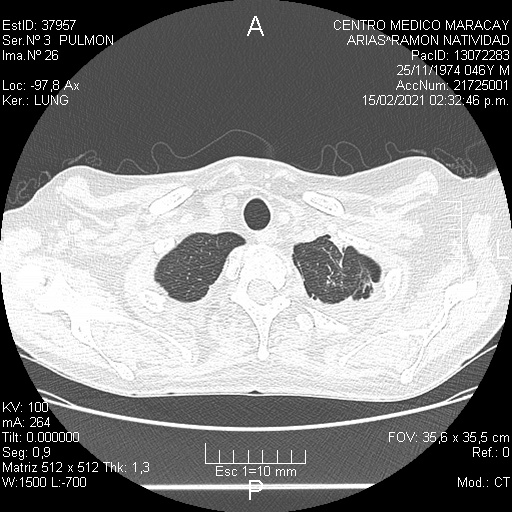 EstID: 37957
Ser.Nº 3 PULMON
Ima.Nº 26
Loc: -97,8 Ax
Ker.: LUNG
A
CENTRO MEDICO MARACAY
ARIAS^RAMON NATIVIDAD
PacID: 13072283
25/11/1974 046Y M
AccNum: 21725001
15/02/2021 02:32:46 p.m.
L
KV: 100
mA: 264
Tilt: 0.000000
Seg: 0,9
Matriz 512 x 512 Thk: 1,3
W:1500 L:-700
Esc 1=10 mm
P
FOV: 35,6 x 35,5 cm
Ref.: 0
Mod.: CT